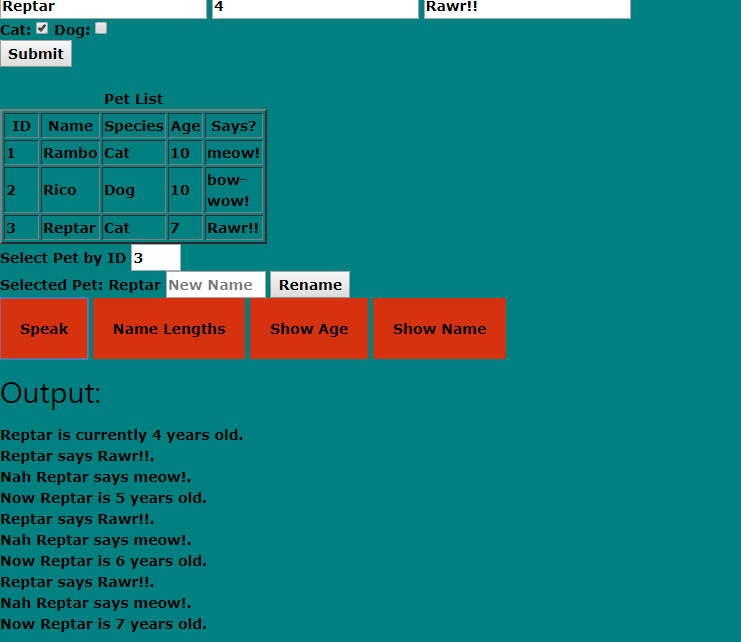 Reptar 4 Rawr!!
Cat: Dog:
Submit
Pet List
ID Name Species Age Says?
1 Rambo Cat 10 meow!
2 Rico Dog 10 bow-
wow!
3 Reptar Cat 7 Rawr!!
Select Pet by ID 3
Selected Pet: Reptar New Name Rename
Speak Name Lengths Show Age Show Name
Output:
Reptar is currently 4 years old.
Reptar says Rawr!!.
Nah Reptar says meow!.
Now Reptar is 5 years old.
Reptar says Rawr!!.
Nah Reptar says meow!.
Now Reptar is 6 years old.
Reptar says Rawr!!.
Nah Reptar says meow!.
Now Reptar is 7 years old.